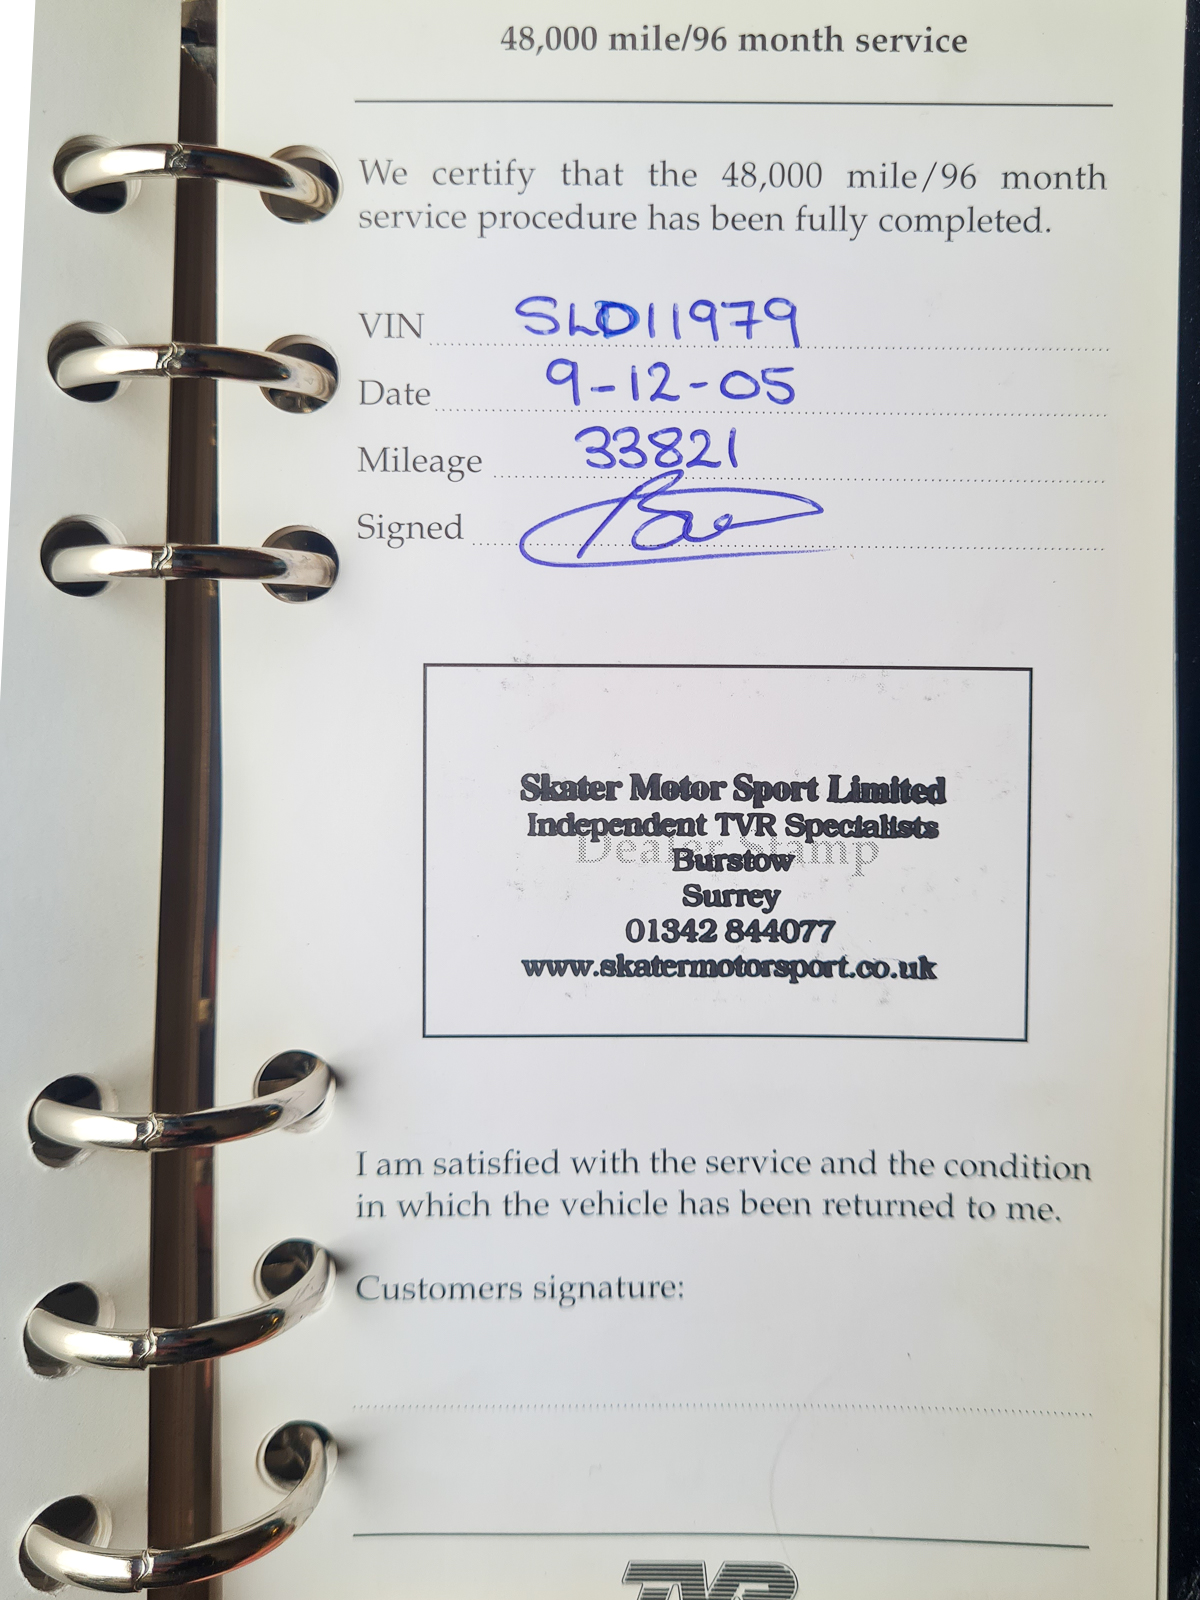 48,000 mile/96 month service
We certify that the 48,000 mile/96 month
service procedure has been fully completed.
VIN SLD11979
Date 9-12-05
Mileage 33821
Signed
Skater Motor Sport Limited
Independent TVR Specialists
Dealer Stamp
Burstow
Surrey
01342 844077
www.skatermotorsport.co.uk
I am satisfied with the service and the condition
in which the vehicle has been returned to me.
Customers signature:
TVR